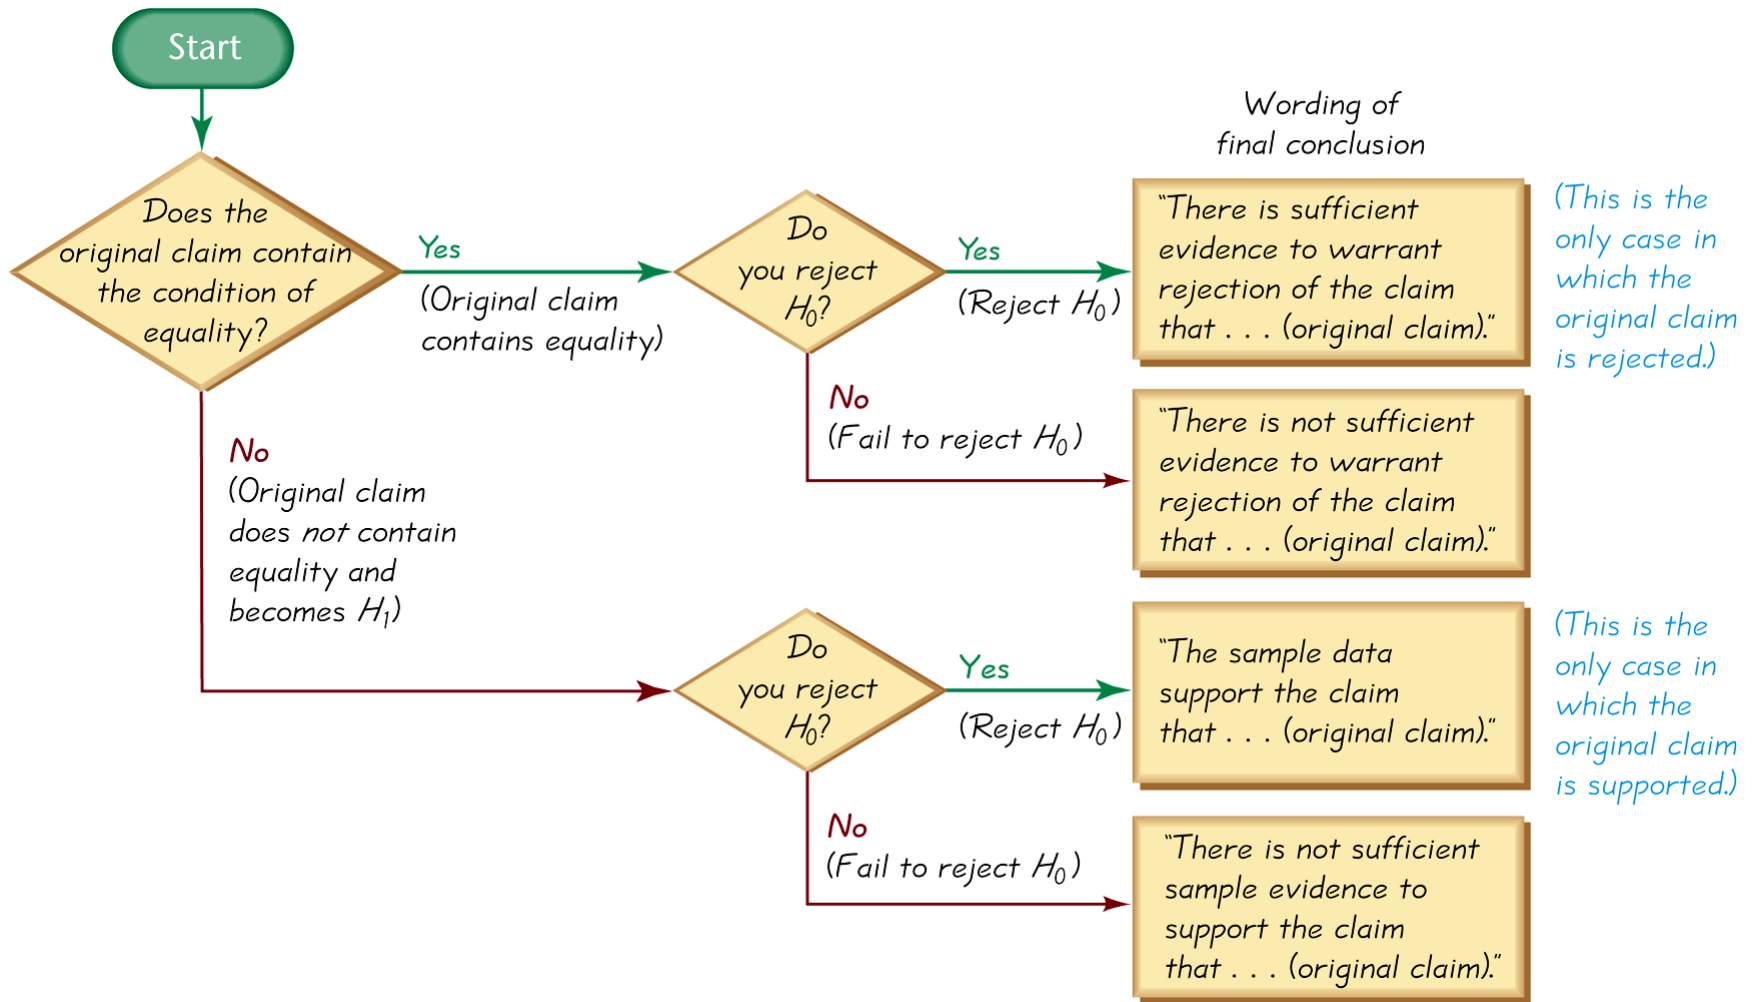 Start
Does the
original claim contain
the condition of
equality?
Yes
(Original claim
contains equality)
Do
you reject
H₀?
Yes
(Reject H₀)
Wording of
final conclusion
"There is sufficient
evidence to warrant
rejection of the claim
that . . . (original claim)."
(This is the
only case in
which the
original claim
is rejected.)
No
(Fail to reject H₀)
"There is not sufficient
evidence to warrant
rejection of the claim
that . . . (original claim)."
No
(Original claim
does not contain
equality and
becomes H₁)
Do
you reject
H₀?
Yes
(Reject H₀)
"The sample data
support the claim
that . . . (original claim)."
(This is the
only case in
which the
original claim
is supported.)
No
(Fail to reject H₀)
"There is not sufficient
sample evidence to
support the claim
that . . . (original claim)."